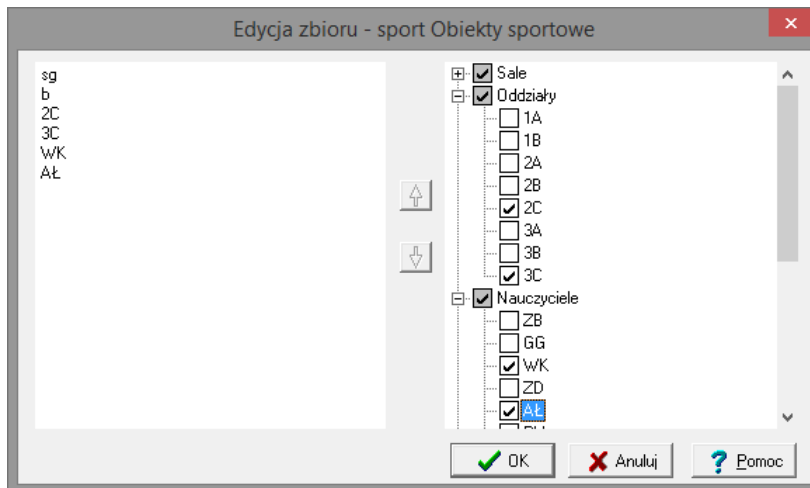 Edycja zbioru - sport Obiekty sportowe
sg
b
2C
3C
WK
AŁ
Sale
Oddziały
1A
1B
2A
2B
2C
3A
3B
3C
Nauczyciele
ZB
GG
WK
ZD
AŁ
OK
Anuluj
Pomoc